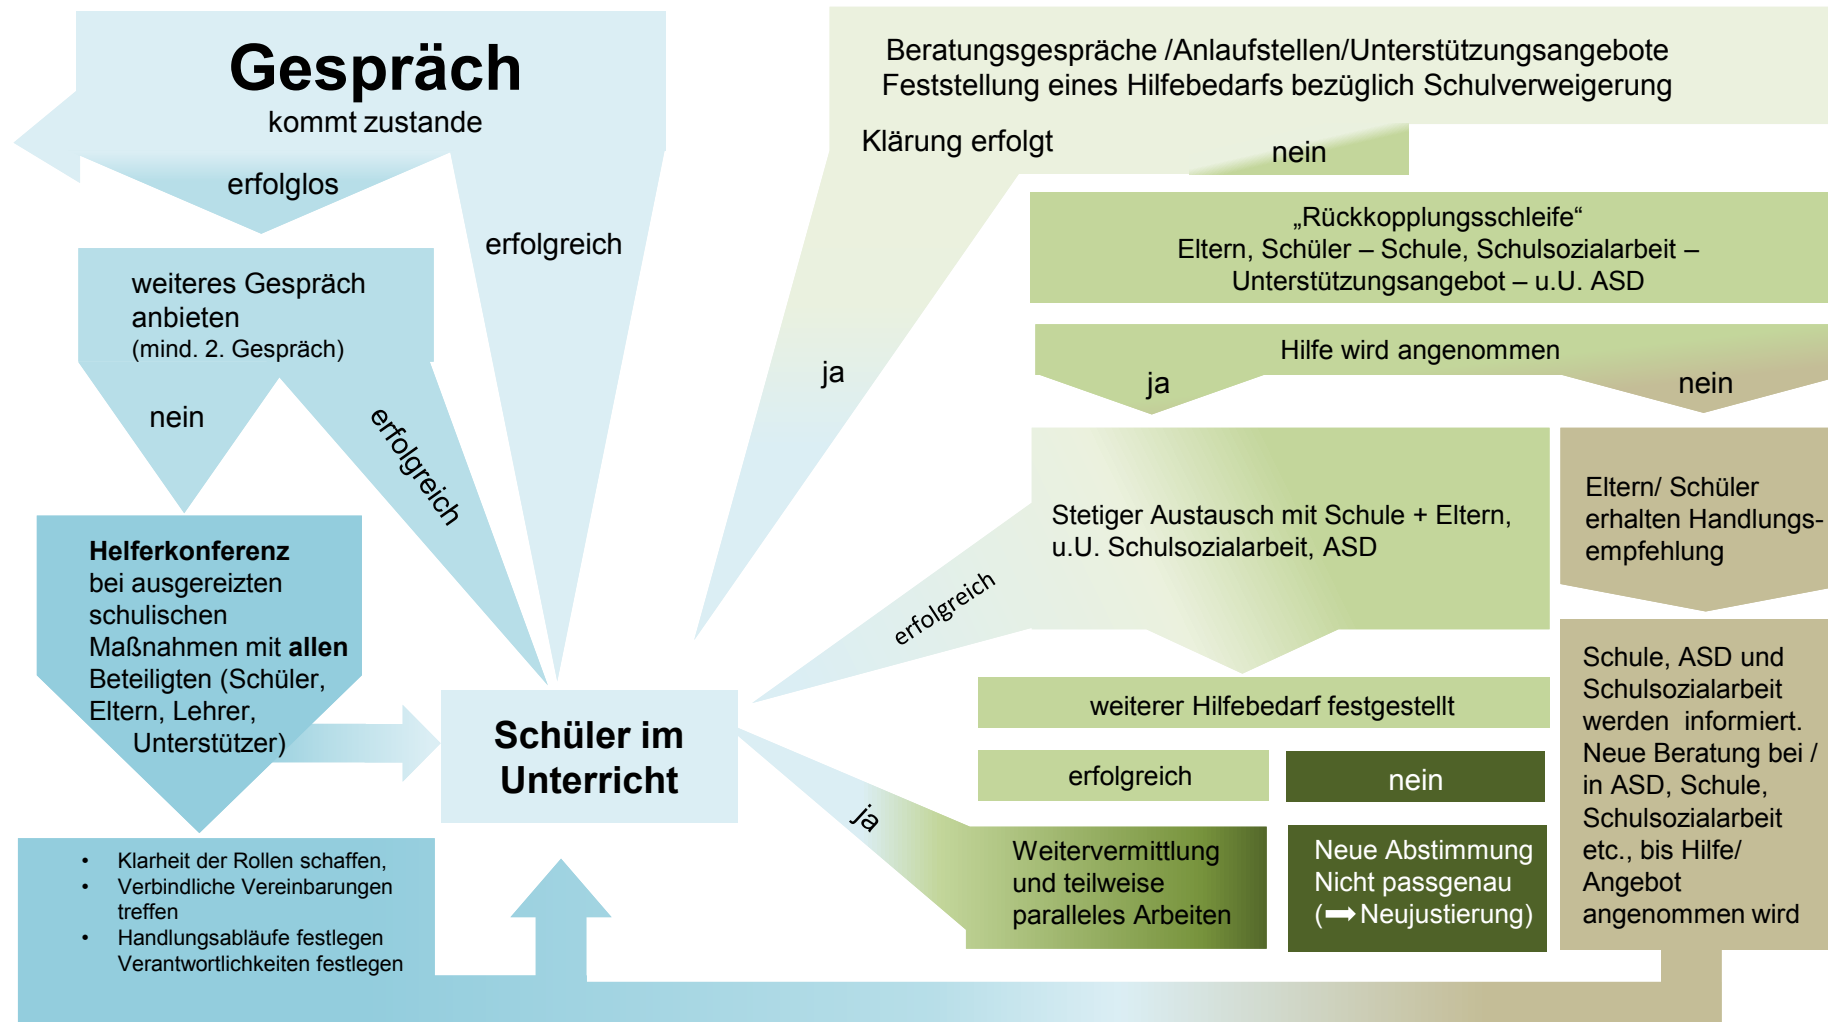 Gespräch
kommt zustande
erfolglos
erfolgreich
weiteres Gespräch
anbieten
(mind. 2. Gespräch)
nein
erfolgreich
Helferkonferenz
bei ausgereizten
schulischen
Maßnahmen mit allen
Beteiligten (Schüler,
Eltern, Lehrer,
Unterstützer)
• Klarheit der Rollen schaffen,
• Verbindliche Vereinbarungen
treffen
• Handlungsabläufe festlegen
Verantwortlichkeiten festlegen
Schüler im
Unterricht
Beratungsgespräche /Anlaufstellen/Unterstützungsangebote
Feststellung eines Hilfebedarfs bezüglich Schulverweigerung
Klärung erfolgt
nein
ja
„Rückkopplungsschleife“
Eltern, Schüler – Schule, Schulsozialarbeit –
Unterstützungsangebot – u.U. ASD
Hilfe wird angenommen
ja
nein
Stetiger Austausch mit Schule + Eltern,
u.U. Schulsozialarbeit, ASD
erfolgreich
weiterer Hilfebedarf festgestellt
erfolgreich
nein
ja
Weitervermittlung
und teilweise
paralleles Arbeiten
Neue Abstimmung
Nicht passgenau
(➡ Neujustierung)
Eltern/ Schüler
erhalten Handlungs-
empfehlung
Schule, ASD und
Schulsozialarbeit
werden informiert.
Neue Beratung bei /
in ASD, Schule,
Schulsozialarbeit
etc., bis Hilfe/
Angebot
angenommen wird